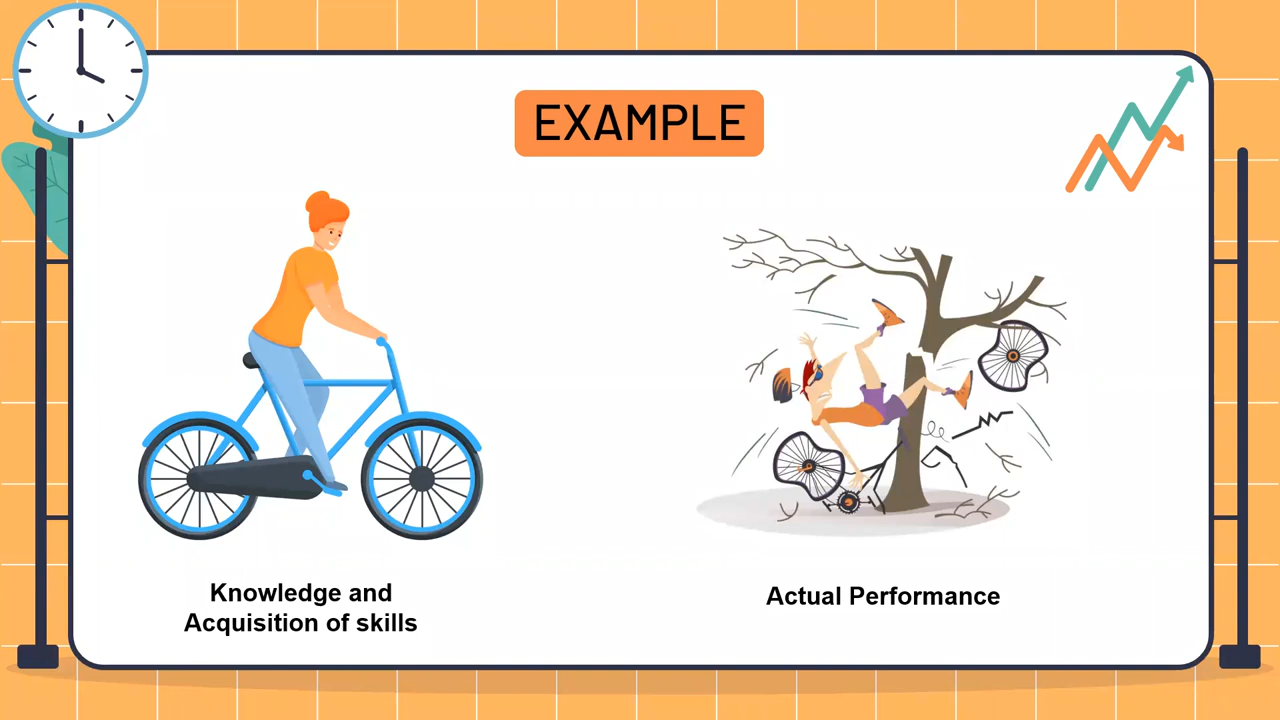 EXAMPLE
Knowledge and
Acquisition of skills
Actual Performance